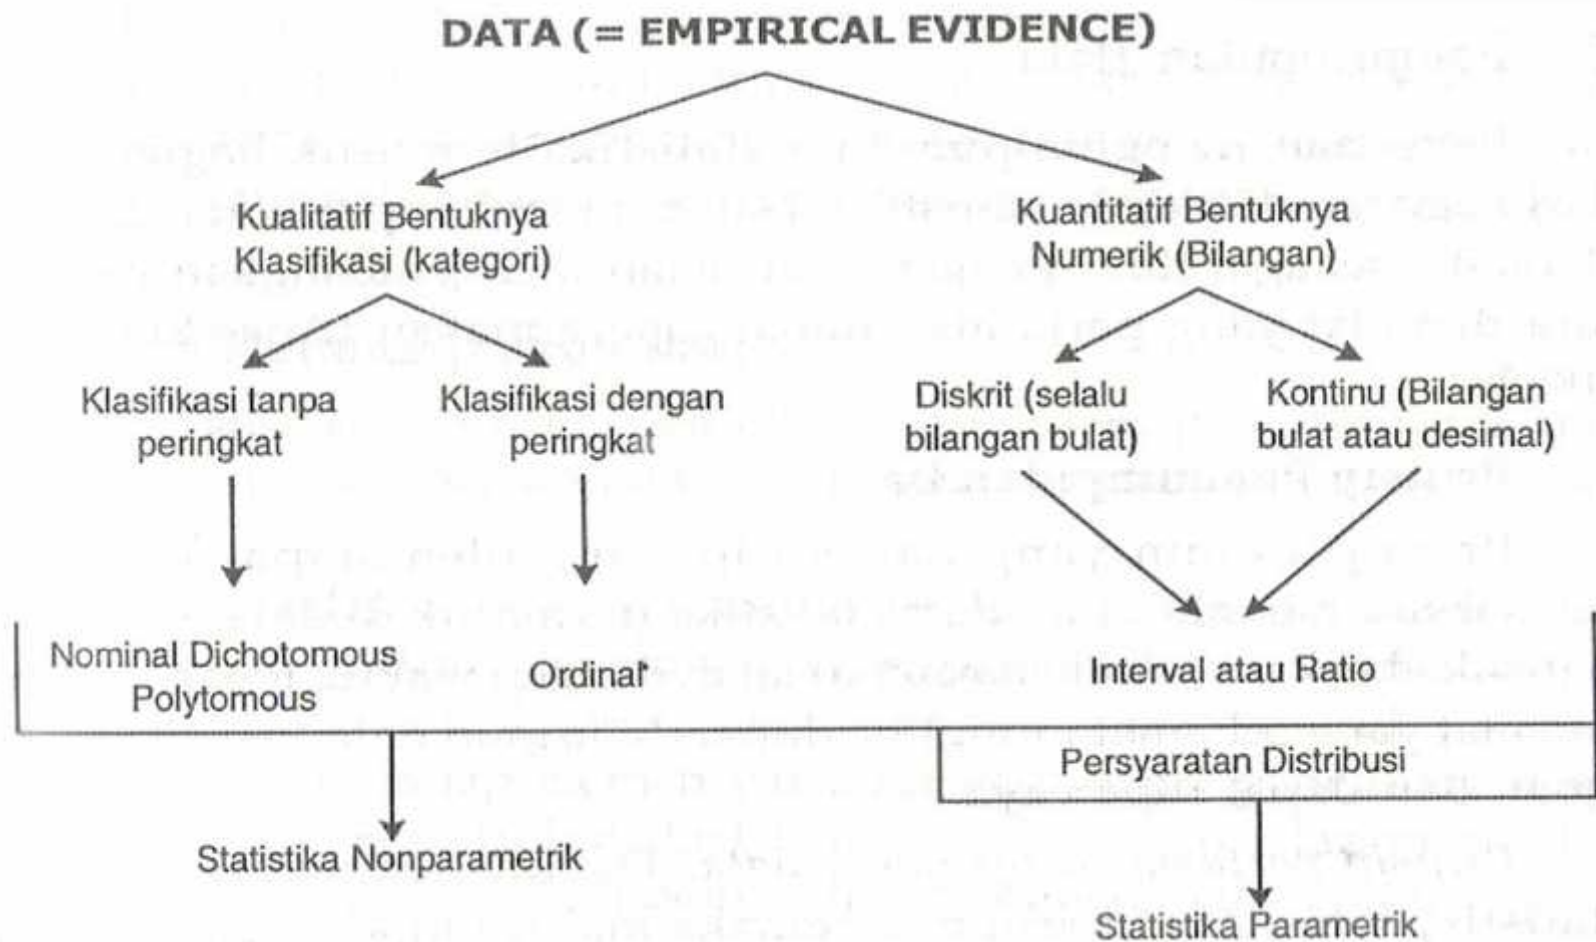 DATA (= EMPIRICAL EVIDENCE)
Kualitatif Bentuknya
Klasifikasi (kategori)
Kuantitatif Bentuknya
Numerik (Bilangan)
Klasifikasi tanpa
peringkat
Klasifikasi dengan
peringkat
Diskrit (selalu
bilangan bulat)
Kontinu (Bilangan
bulat atau desimal)
Nominal Dichotomous
Polytomous
Ordinal
Interval atau Ratio
Persyaratan Distribusi
Statistika Nonparametrik
Statistika Parametrik